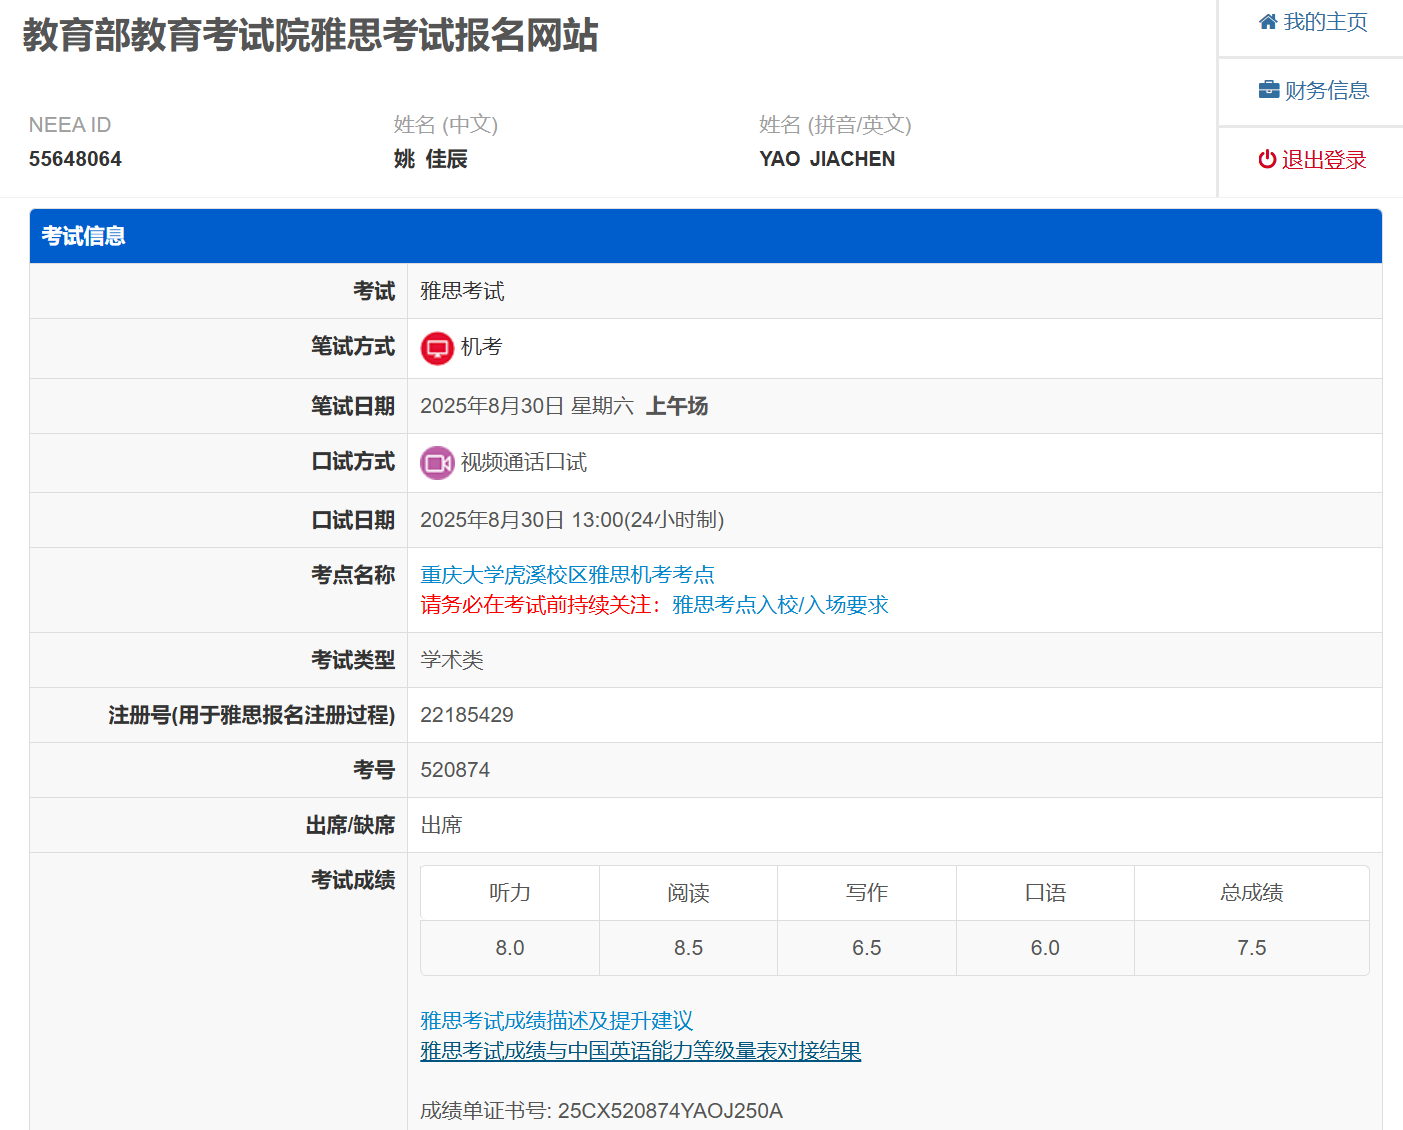 教育部教育考试院雅思考试报名网站
我的主页
财务信息
退出登录
NEEA ID
55648064
姓名 (中文)
姚 佳辰
姓名 (拼音/英文)
YAO JIACHEN
考试信息
考试 雅思考试
笔试方式 机考
笔试日期 2025年8月30日 星期六 上午场
口试方式 视频通话口试
口试日期 2025年8月30日 13:00(24小时制)
考点名称 重庆大学虎溪校区雅思机考考点
请务必在考试前持续关注：雅思考点入校/入场要求
考试类型 学术类
注册号(用于雅思报名注册过程) 22185429
考号 520874
出席/缺席 出席
考试成绩
听力 阅读 写作 口语 总成绩
8.0 8.5 6.5 6.0 7.5
雅思考试成绩描述及提升建议
雅思考试成绩与中国英语能力等级量表对接结果
成绩单证书号: 25CX520874YAOJ250A